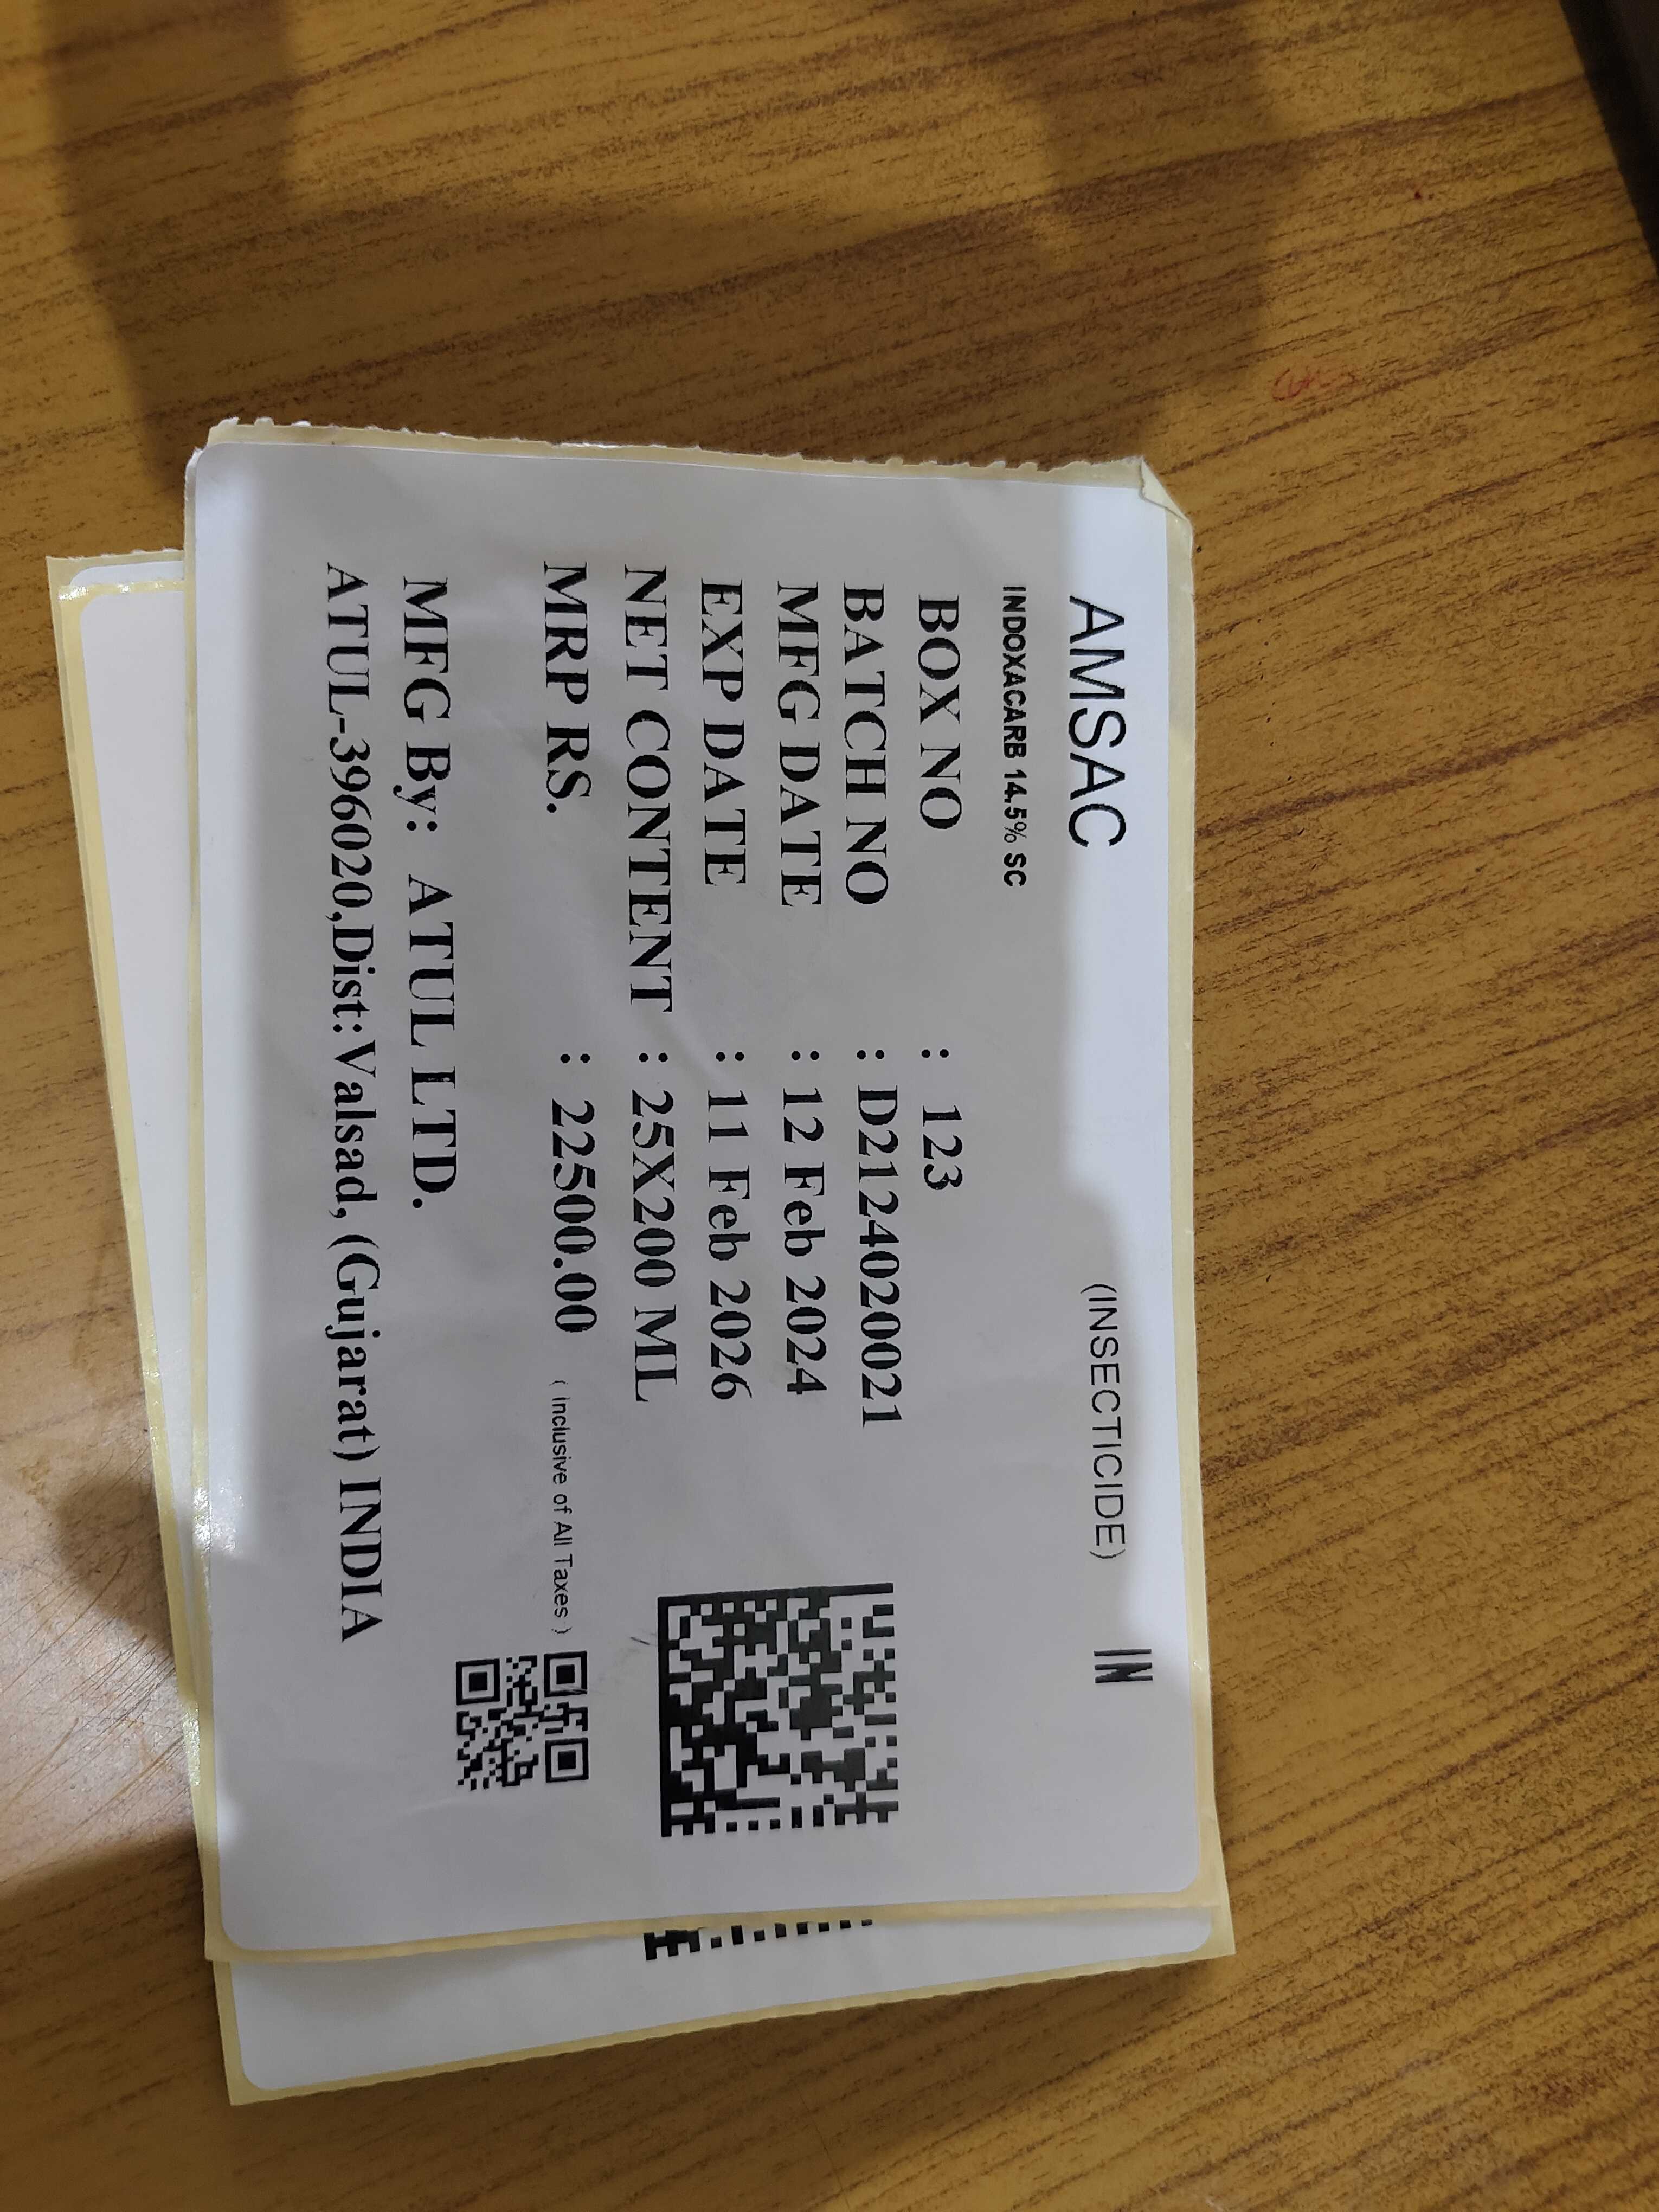 AMSAC (INSECTICIDE) IN
INDOXACARB 14.5% SC
BOX NO : 123
BATCH NO : D2124020021
MFG DATE : 12 Feb 2024
EXP DATE : 11 Feb 2026
NET CONTENT : 25X200 ML
MRP RS. : 22500.00 ( Inclusive of All Taxes )
MFG By: ATUL LTD.
ATUL-396020,Dist:Valsad, (Gujarat) INDIA